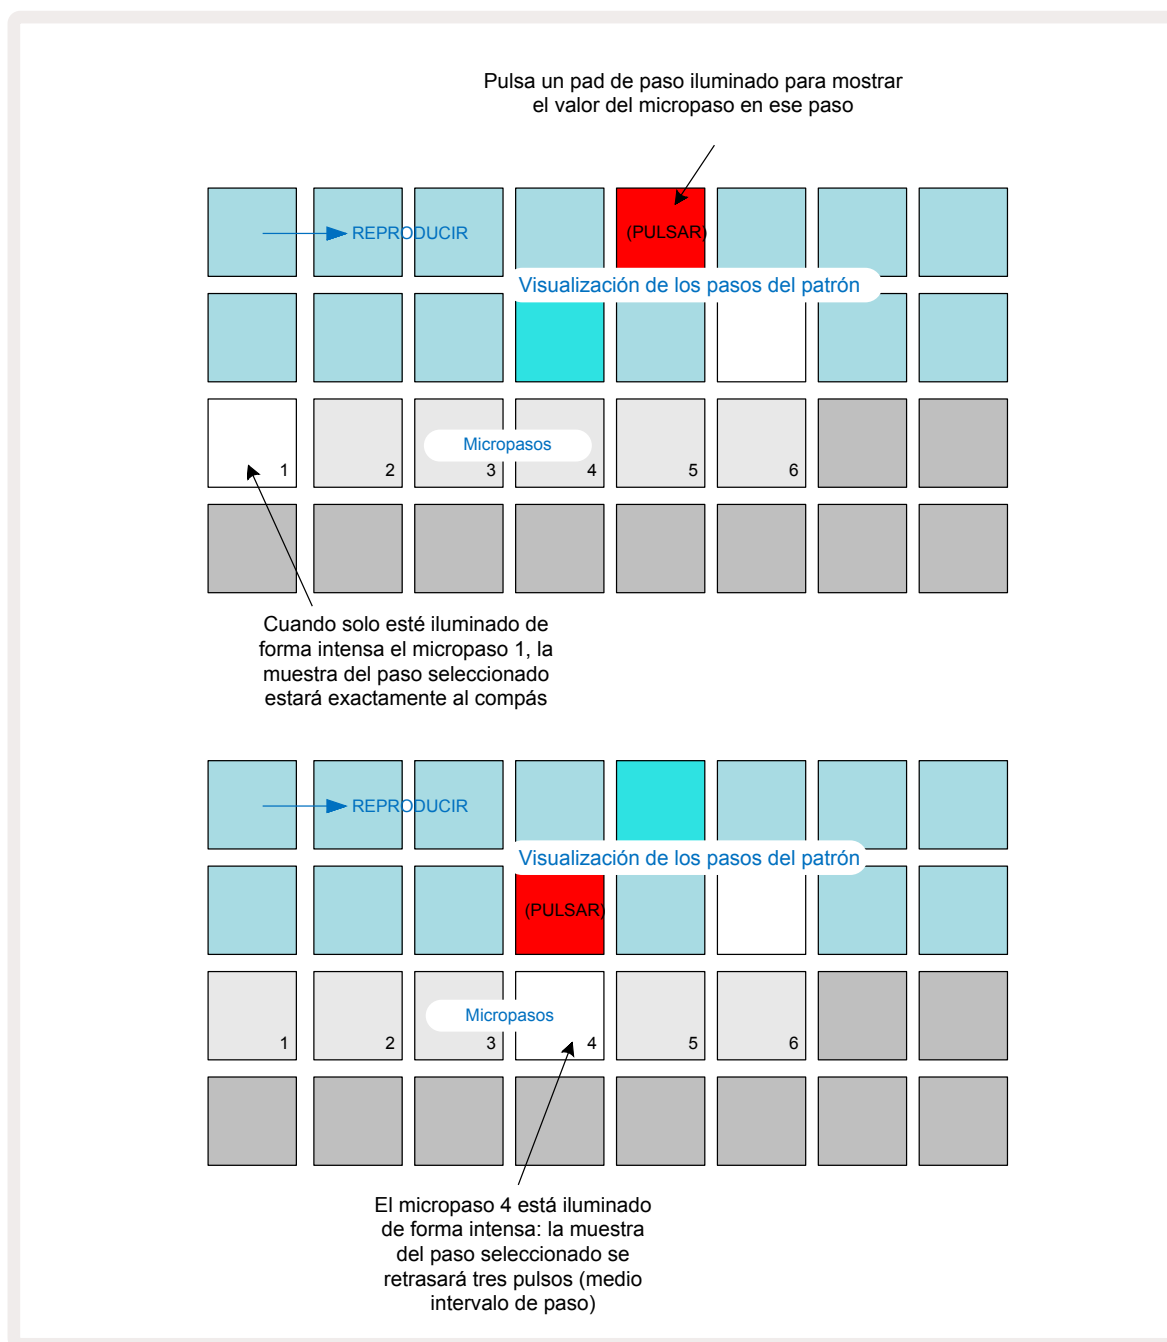 Pulsa un pad de paso iluminado para mostrar
el valor del micropaso en ese paso
REPRODUCIR
(PULSAR)
Visualización de los pasos del patrón
Micropasos
1 2 3 4 5 6
Cuando solo esté iluminado de
forma intensa el micropaso 1, la
muestra del paso seleccionado
estará exactamente al compás
REPRODUCIR
Visualización de los pasos del patrón
(PULSAR)
Micropasos
1 2 3 4 5 6
El micropaso 4 está iluminado
de forma intensa: la muestra
del paso seleccionado se
retrasará tres pulsos (medio
intervalo de paso)